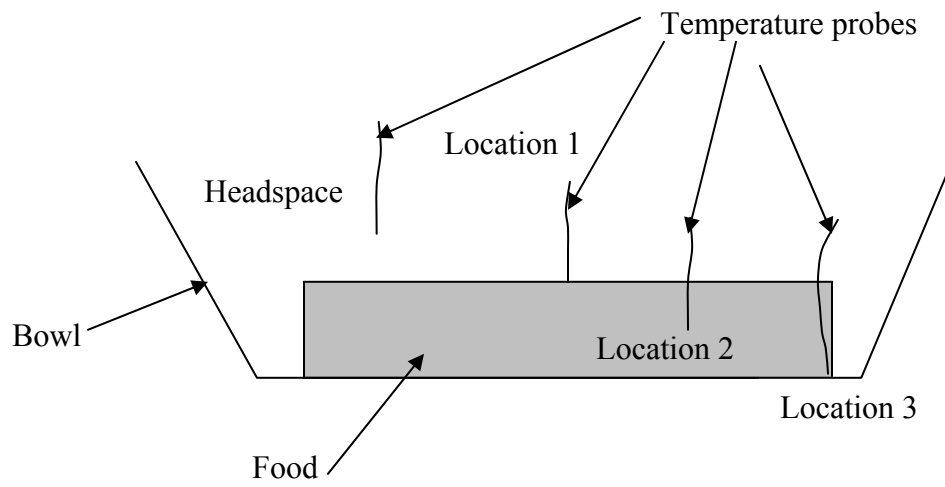 Temperature probes
Location 1
Headspace
Bowl
Location 2
Location 3
Food